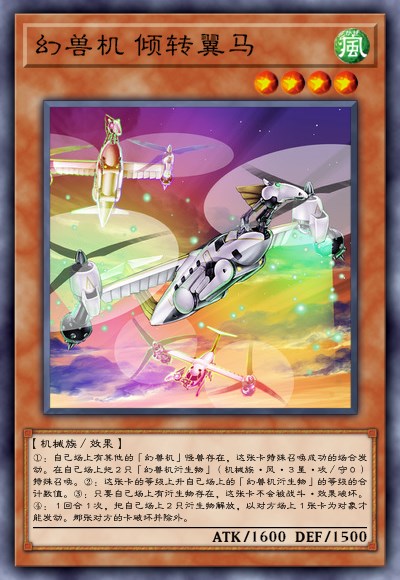 幻兽机 倾转翼马
風
【机械族／效果】
①：自己场上有其他的「幻兽机」怪兽存在，这张卡特殊召唤成功的场合发
动。在自己场上把２只「幻兽机衍生物」（机械族・风・３星・攻／守０）
特殊召唤。②：这张卡的等级上升自己场上的「幻兽机衍生物」的等级的合
计数值。③：只要自己场上有衍生物存在，这张卡不会被战斗・效果破坏。
④：１回合１次，把自己场上２只衍生物解放，以对方场上１张卡为对象才
能发动。那张对方的卡破坏并除外。
ATK/1600 DEF/1500